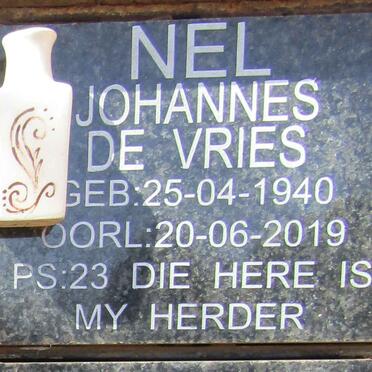 NEL
JOHANNES
DE VRIES
GEB:25-04-1940
OORL:20-06-2019
PS:23 DIE HERE IS
MY HERDER